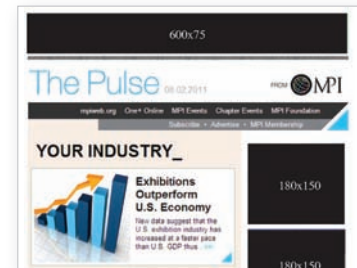 600x75
The Pulse 08.02.2011
FROM MPI
mpiweb.org One+ Online MPI Events Chapter Events MPI Foundation
Subscribe • Advertise • MPI Membership
YOUR INDUSTRY_
Exhibitions
Outperform
U.S. Economy
New data suggest that the
U.S. exhibition industry has
increased at a faster pace
than U.S. GDP thus
180x150
180x150